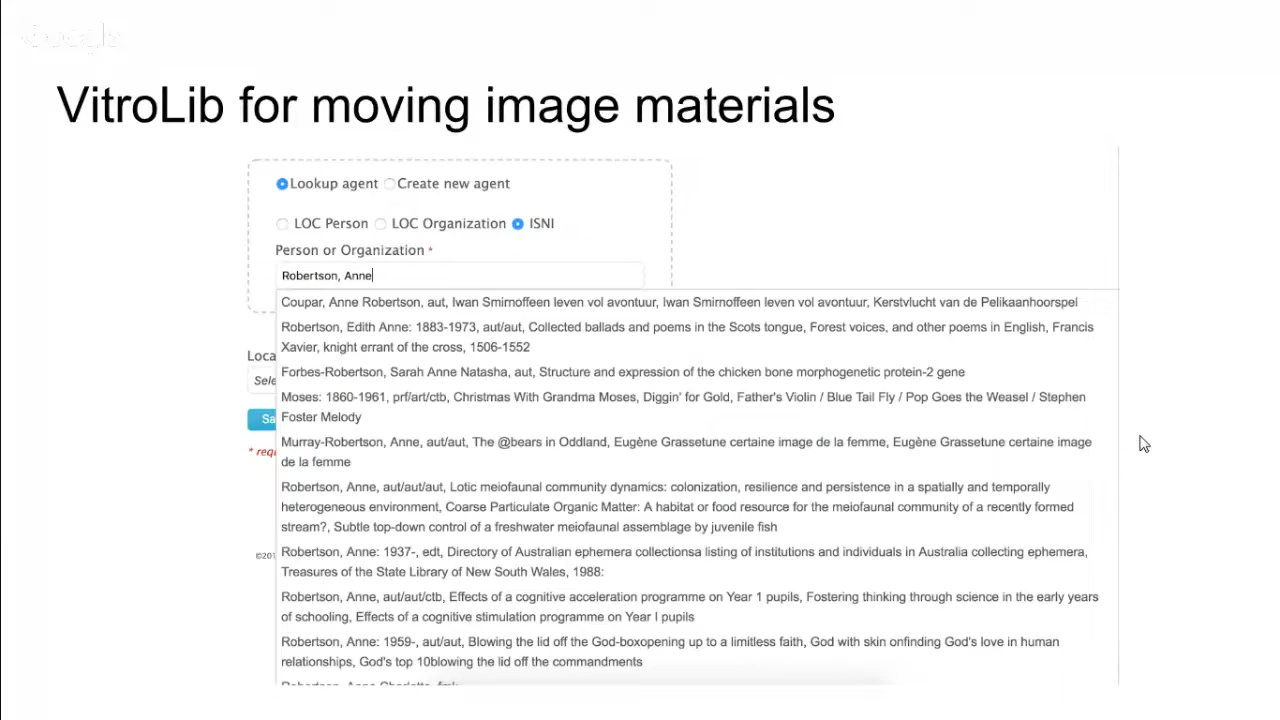 VitroLib for moving image materials
Lookup agent Create new agent
LOC Person LOC Organization ISNI
Person or Organization *
Robertson, Anne
Coupar, Anne Robertson, aut, Iwan Smirnoffeen leven vol avontuur, Iwan Smirnoffeen leven vol avontuur, Kerstvlucht van de Pelikaanhoorspel
Robertson, Edith Anne: 1883-1973, aut/aut, Collected ballads and poems in the Scots tongue, Forest voices, and other poems in English, Francis
Xavier, knight errant of the cross, 1506-1552
Loca
Sele
Forbes-Robertson, Sarah Anne Natasha, aut, Structure and expression of the chicken bone morphogenetic protein-2 gene
Moses: 1860-1961, prf/art/ctb, Christmas With Grandma Moses, Diggin' for Gold, Father's Violin / Blue Tail Fly / Pop Goes the Weasel / Stephen
Foster Melody
Sa
Murray-Robertson, Anne, aut/aut, The @bears in Oddland, Eugène Grassetune certaine image de la femme, Eugène Grassetune certaine image
de la femme
* requ
Robertson, Anne, aut/aut/aut, Lotic meiofaunal community dynamics: colonization, resilience and persistence in a spatially and temporally
heterogeneous environment, Coarse Particulate Organic Matter: A habitat or food resource for the meiofaunal community of a recently formed
stream?, Subtle top-down control of a freshwater meiofaunal assemblage by juvenile fish
©201
Robertson, Anne: 1937-, edt, Directory of Australian ephemera collectionsa listing of institutions and individuals in Australia collecting ephemera,
Treasures of the State Library of New South Wales, 1988:
Robertson, Anne, aut/aut/ctb, Effects of a cognitive acceleration programme on Year 1 pupils, Fostering thinking through science in the early years
of schooling, Effects of a cognitive stimulation programme on Year I pupils
Robertson, Anne: 1959-, aut/aut, Blowing the lid off the God-boxopening up to a limitless faith, God with skin onfinding God's love in human
relationships, God's top 10blowing the lid off the commandments